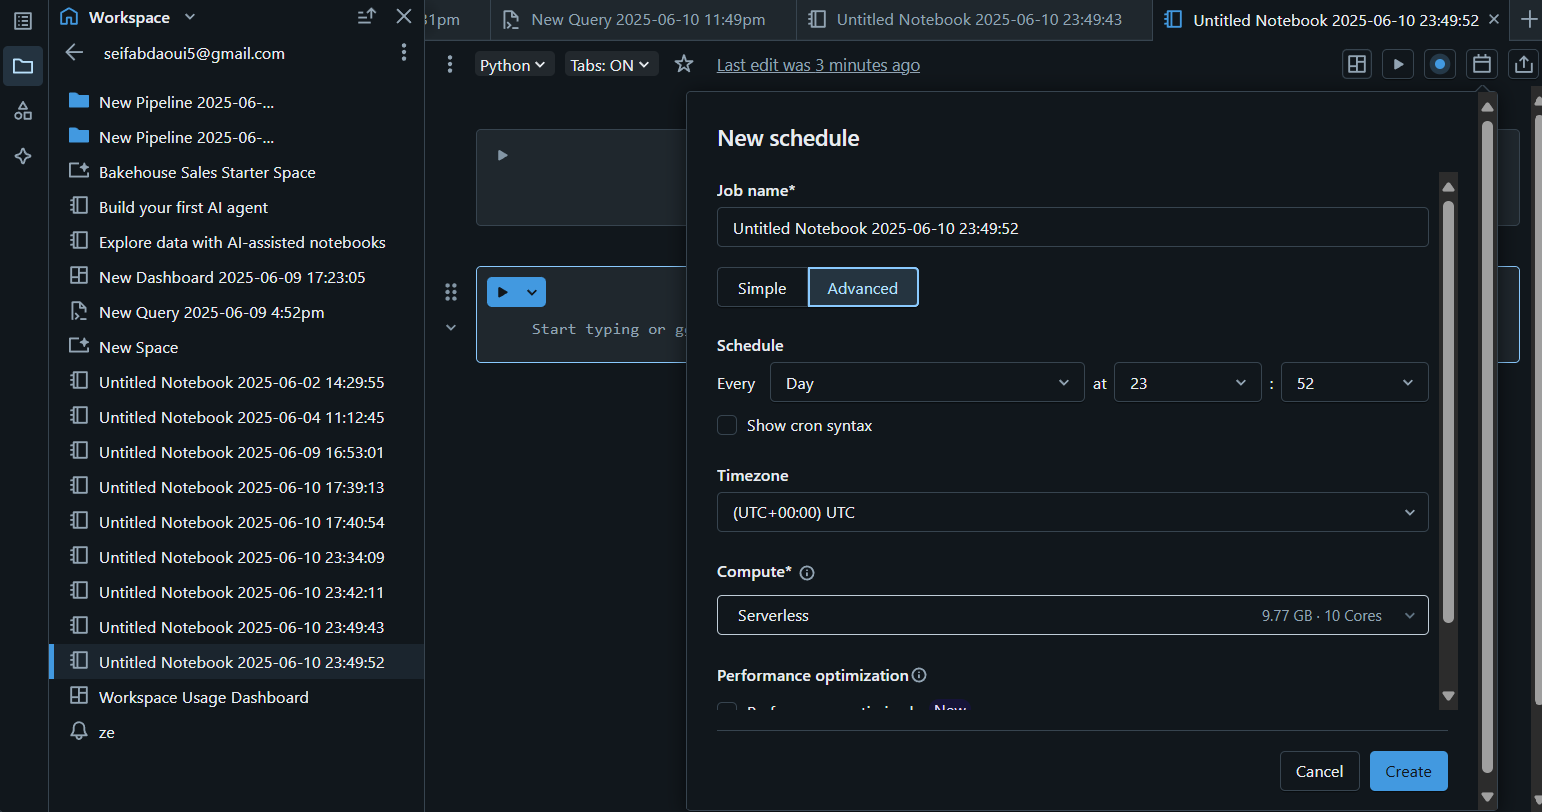 Workspace
seifabdaoui5@gmail.com
New Pipeline 2025-06-...
New Pipeline 2025-06-...
Bakehouse Sales Starter Space
Build your first AI agent
Explore data with AI-assisted notebooks
New Dashboard 2025-06-09 17:23:05
New Query 2025-06-09 4:52pm
New Space
Untitled Notebook 2025-06-02 14:29:55
Untitled Notebook 2025-06-04 11:12:45
Untitled Notebook 2025-06-09 16:53:01
Untitled Notebook 2025-06-10 17:39:13
Untitled Notebook 2025-06-10 17:40:54
Untitled Notebook 2025-06-10 23:34:09
Untitled Notebook 2025-06-10 23:42:11
Untitled Notebook 2025-06-10 23:49:43
Untitled Notebook 2025-06-10 23:49:52
Workspace Usage Dashboard
ze
31pm New Query 2025-06-10 11:49pm Untitled Notebook 2025-06-10 23:49:43 Untitled Notebook 2025-06-10 23:49:52
Python Tabs: ON Last edit was 3 minutes ago
Start typing or
New schedule
Job name*
Untitled Notebook 2025-06-10 23:49:52
Simple Advanced
Schedule
Every Day at 23 : 52
Show cron syntax
Timezone
(UTC+00:00) UTC
Compute*
Serverless 9.77 GB · 10 Cores
Performance optimization
New
Cancel Create